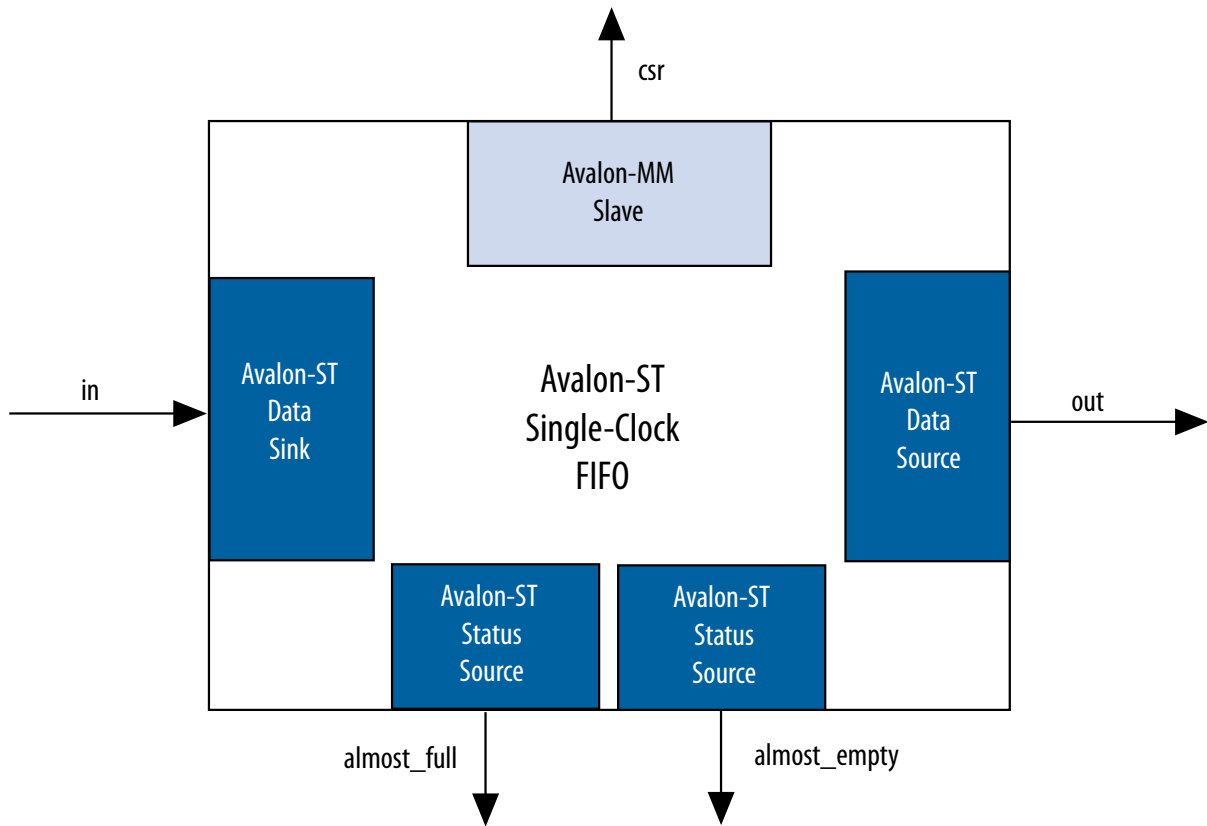 csr
Avalon-MM
Slave
in
Avalon-ST
Data
Sink
Avalon-ST
Single-Clock
FIFO
Avalon-ST
Data
Source
out
Avalon-ST
Status
Source
Avalon-ST
Status
Source
almost_full
almost_empty